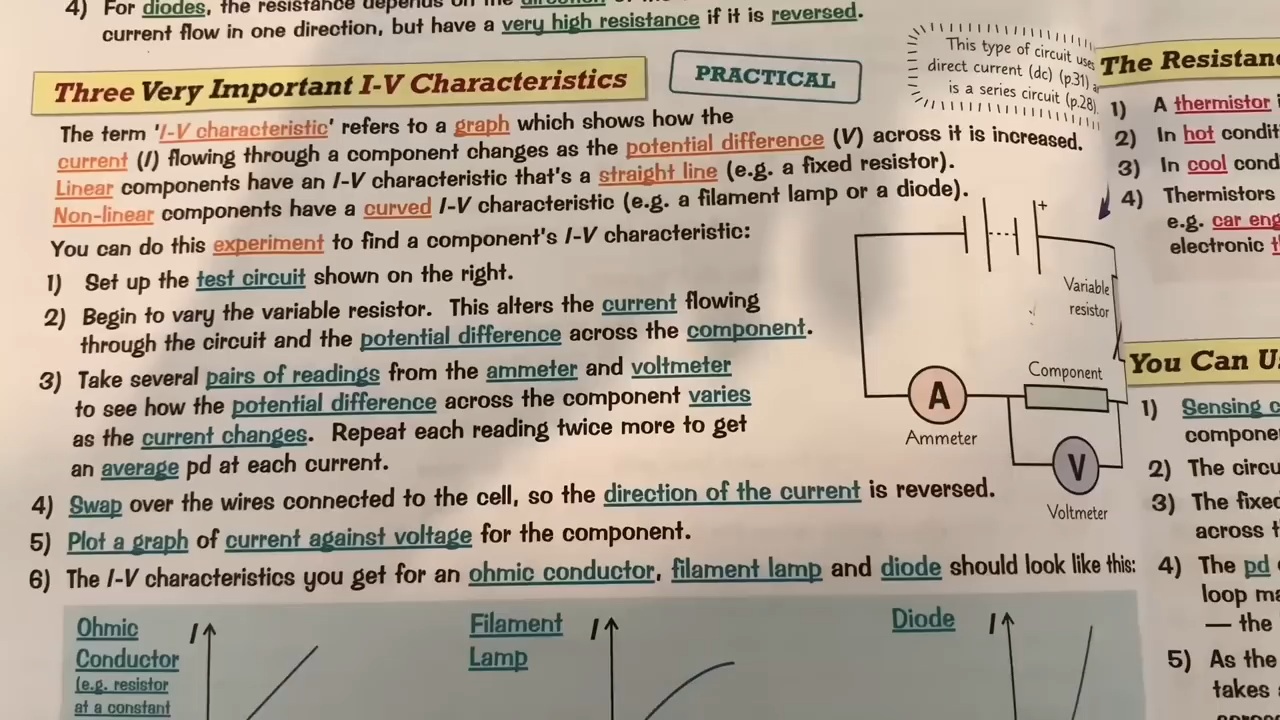 4) For diodes, the resistance depends on the direction of the
current flow in one direction, but have a very high resistance if it is reversed.
Three Very Important I-V Characteristics
PRACTICAL
This type of circuit uses
direct current (dc) (p.31)
is a series circuit (p.28).
The term 'I-V characteristic' refers to a graph which shows how the
current (I) flowing through a component changes as the potential difference (V) across it is increased.
Linear components have an I-V characteristic that's a straight line (e.g. a fixed resistor).
Non-linear components have a curved I-V characteristic (e.g. a filament lamp or a diode).
You can do this experiment to find a component's I-V characteristic:
1) Set up the test circuit shown on the right.
2) Begin to vary the variable resistor. This alters the current flowing
through the circuit and the potential difference across the component.
3) Take several pairs of readings from the ammeter and voltmeter
to see how the potential difference across the component varies
as the current changes. Repeat each reading twice more to get
an average pd at each current.
4) Swap over the wires connected to the cell, so the direction of the current is reversed.
5) Plot a graph of current against voltage for the component.
6) The I-V characteristics you get for an ohmic conductor, filament lamp and diode should look like this:
+
Variable
resistor
Component
A
Ammeter
V
Voltmeter
Ohmic
Conductor
(e.g. resistor
at a constant
I
Filament
Lamp
I
Diode
I
The Resistan
1) A thermistor
2) In hot condit
3) In cool cond
4) Thermistors
e.g. car eng
electronic
You Can U
1) Sensing c
compone
2) The circu
3) The fixed
across t
4) The pd
loop ma
— the
5) As the
takes